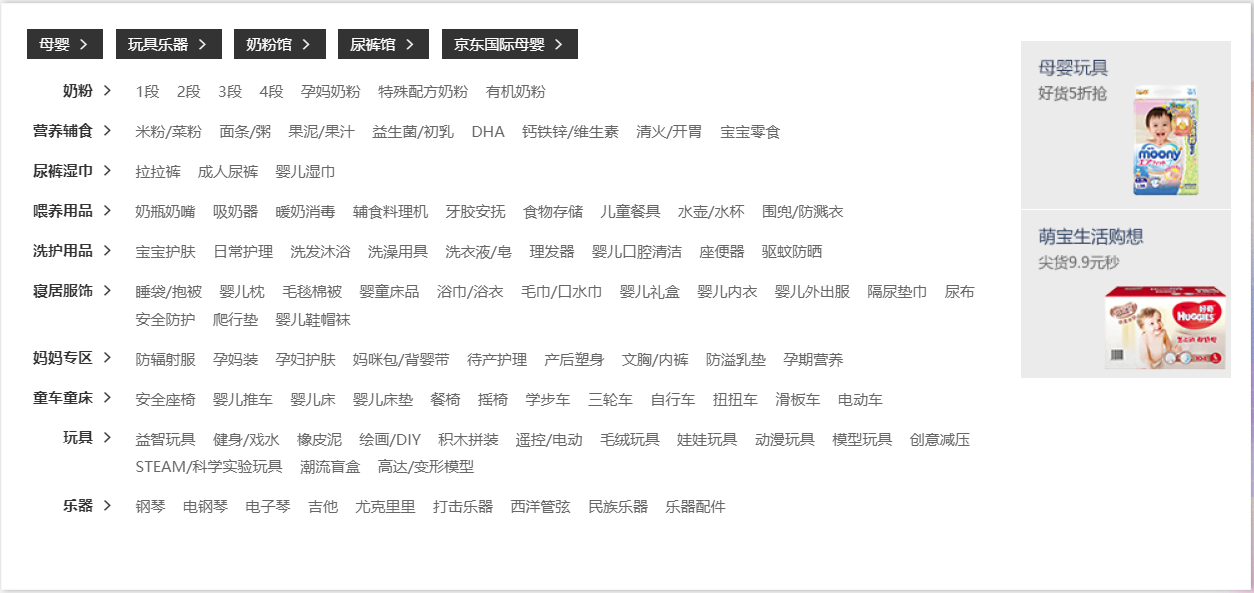 母婴 玩具乐器 奶粉馆 尿裤馆 京东国际母婴
奶粉 1段 2段 3段 4段 孕妈奶粉 特殊配方奶粉 有机奶粉
营养辅食 米粉/菜粉 面条/粥 果泥/果汁 益生菌/初乳 DHA 钙铁锌/维生素 清火/开胃 宝宝零食
尿裤湿巾 拉拉裤 成人尿裤 婴儿湿巾
喂养用品 奶瓶奶嘴 吸奶器 暖奶消毒 辅食料理机 牙胶安抚 食物存储 儿童餐具 水壶/水杯 围兜/防溅衣
洗护用品 宝宝护肤 日常护理 洗发沐浴 洗澡用具 洗衣液/皂 理发器 婴儿口腔清洁 座便器 驱蚊防晒
寝居服饰 睡袋/抱被 婴儿枕 毛毯棉被 婴童床品 浴巾/浴衣 毛巾/口水巾 婴儿礼盒 婴儿内衣 婴儿外出服 隔尿垫巾 尿布
安全防护 爬行垫 婴儿鞋帽袜
妈妈专区 防辐射服 孕妈装 孕妇护肤 妈咪包/背婴带 待产护理 产后塑身 文胸/内裤 防溢乳垫 孕期营养
童车童床 安全座椅 婴儿推车 婴儿床 婴儿床垫 餐椅 摇椅 学步车 三轮车 自行车 扭扭车 滑板车 电动车
玩具 益智玩具 健身/戏水 橡皮泥 绘画/DIY 积木拼装 遥控/电动 毛绒玩具 娃娃玩具 动漫玩具 模型玩具 创意减压
STEAM/科学实验玩具 潮流盲盒 高达/变形模型
乐器 钢琴 电钢琴 电子琴 吉他 尤克里里 打击乐器 西洋管弦 民族乐器 乐器配件
母婴玩具
好货5折抢
moony
萌宝生活购想
尖货9.9元秒
好奇
HUGGIES